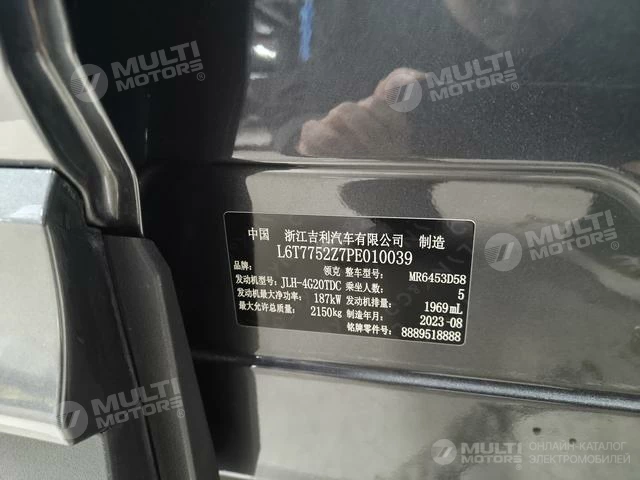 MULTI
MOTORS®
MULTI
MOTORS®
中国 浙江吉利汽车有限公司 制造
L6T7752Z7PE010039
品牌: 领克 整车型号: MR6453D58
发动机型号: JLH-4G20TDC 乘坐人数: 5
发动机最大净功率: 187kW 发动机排量: 1969mL
最大允许总质量: 2150kg 制造年月: 2023-08
铭牌零件号: 8889518888
MULTI
MOTORS®
MULTI
MOTORS
ОНЛАЙН-КАТАЛОГ
ЭЛЕКТРОМОБИЛЕЙ